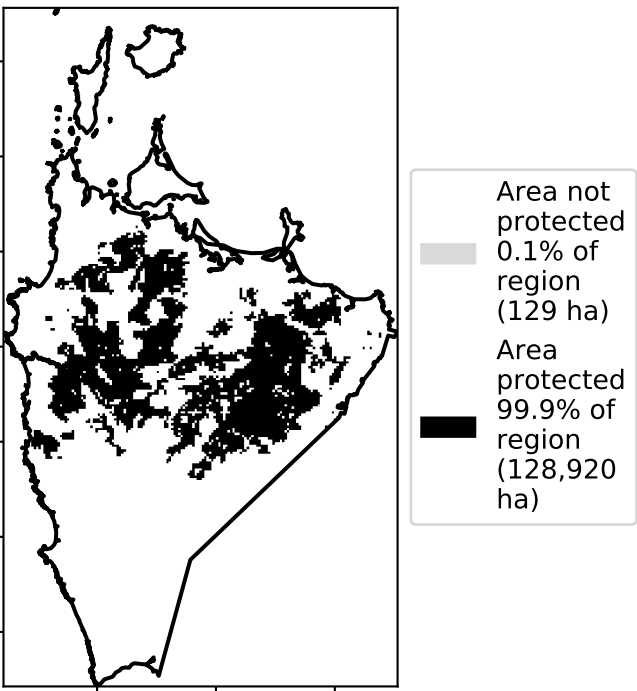 Area not
protected
0.1% of
region
(129 ha)
Area
protected
99.9% of
region
(128,920
ha)